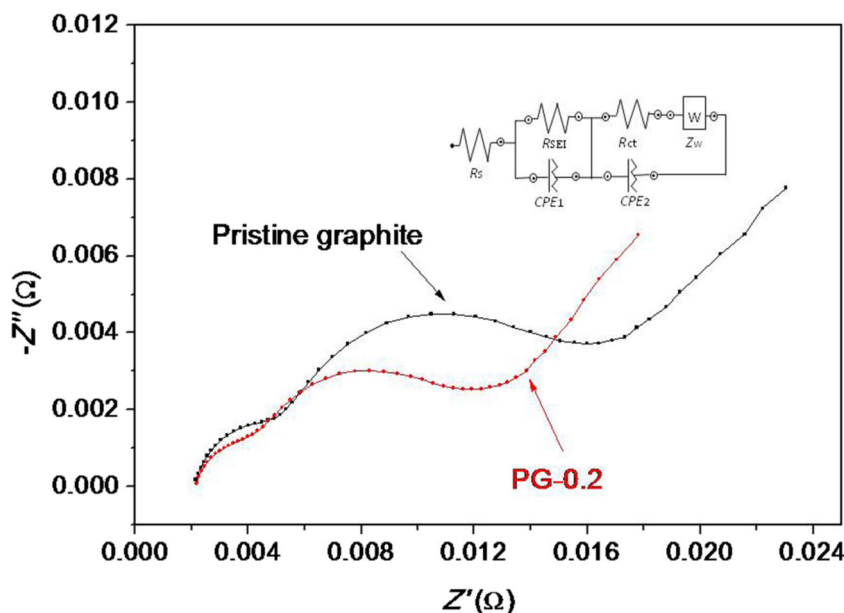 0.012
0.010
0.008
0.006
0.004
0.002
0.000
-Z″(Ω)
Rs
RSEI
Rct
W
Zw
CPE1
CPE2
Pristine graphite
PG-0.2
0.000 0.004 0.008 0.012 0.016 0.020 0.024
Z′(Ω)